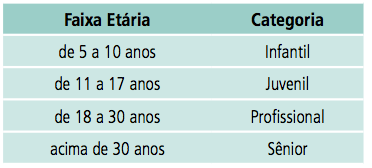 Faixa Etária Categoria
de 5 a 10 anos Infantil
de 11 a 17 anos Juvenil
de 18 a 30 anos Profissional
acima de 30 anos Sênior